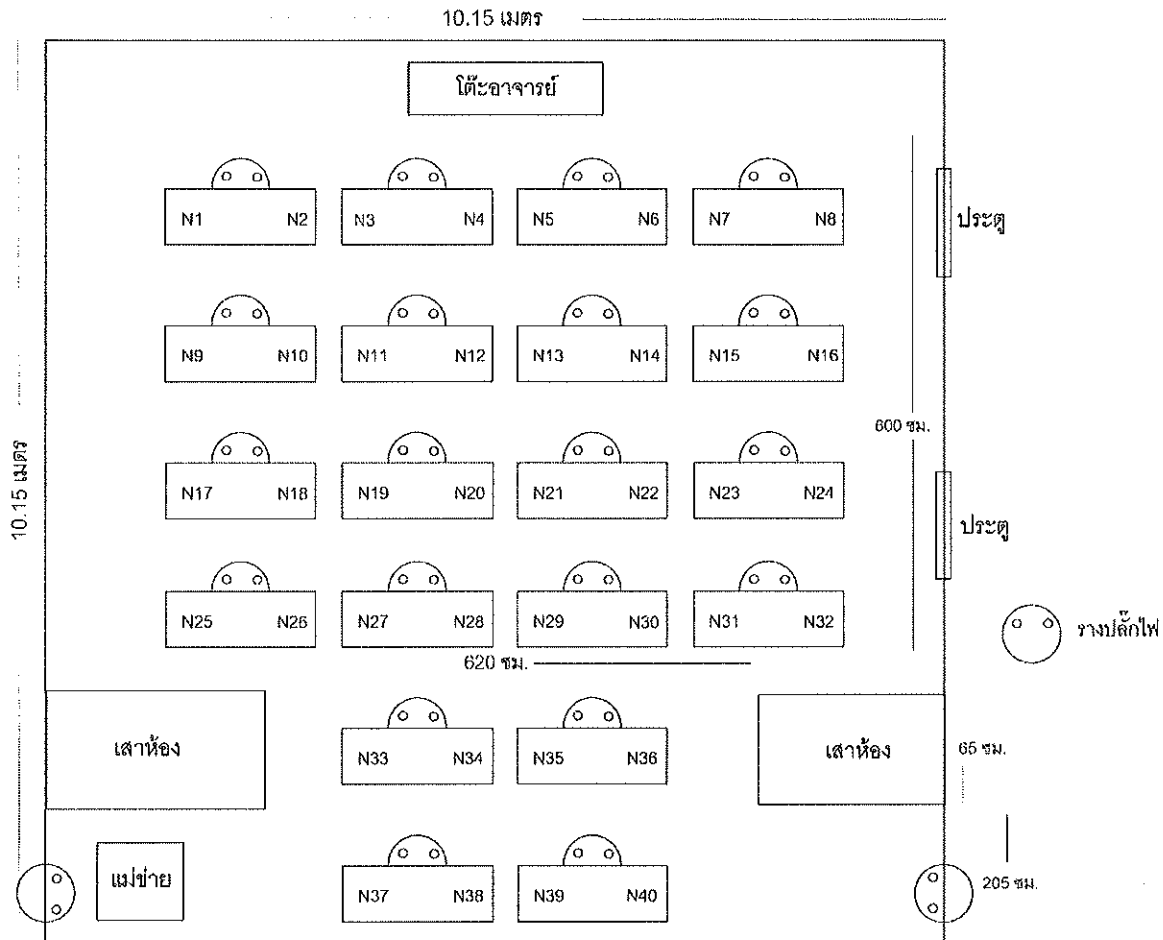 10.15 เมตร
โต๊ะอาจารย์
N1 N2 N3 N4 N5 N6 N7 N8
ประตู
N9 N10 N11 N12 N13 N14 N15 N16
600 ซม.
10.15 เมตร
N17 N18 N19 N20 N21 N22 N23 N24
ประตู
N25 N26 N27 N28 N29 N30 N31 N32
รางปลั๊กไฟ
620 ซม.
เสาห้อง
N33 N34 N35 N36
เสาห้อง
65 ซม.
แม่ข่าย
N37 N38 N39 N40
205 ซม.